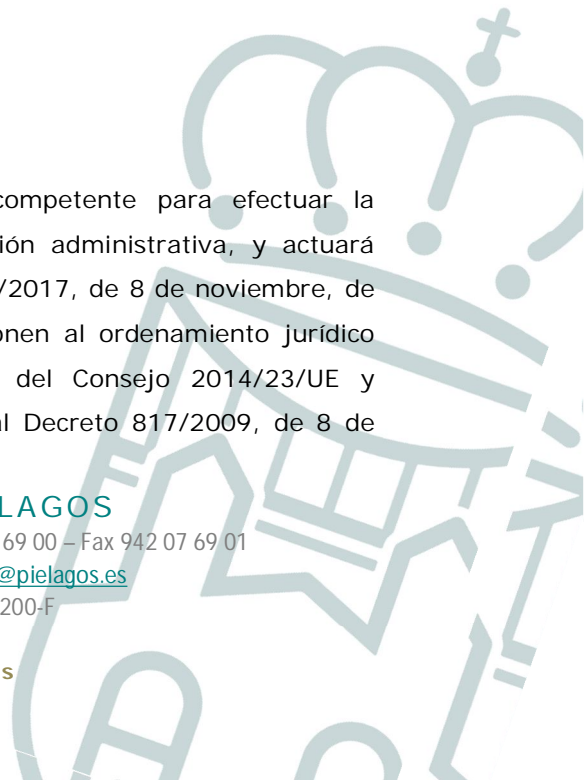 competente para efectuar la
ión administrativa, y actuará
/2017, de 8 de noviembre, de
onen al ordenamiento jurídico
del Consejo 2014/23/UE y
al Decreto 817/2009, de 8 de
LAGOS
69 00 – Fax 942 07 69 01
@pielagos.es
200-F
s